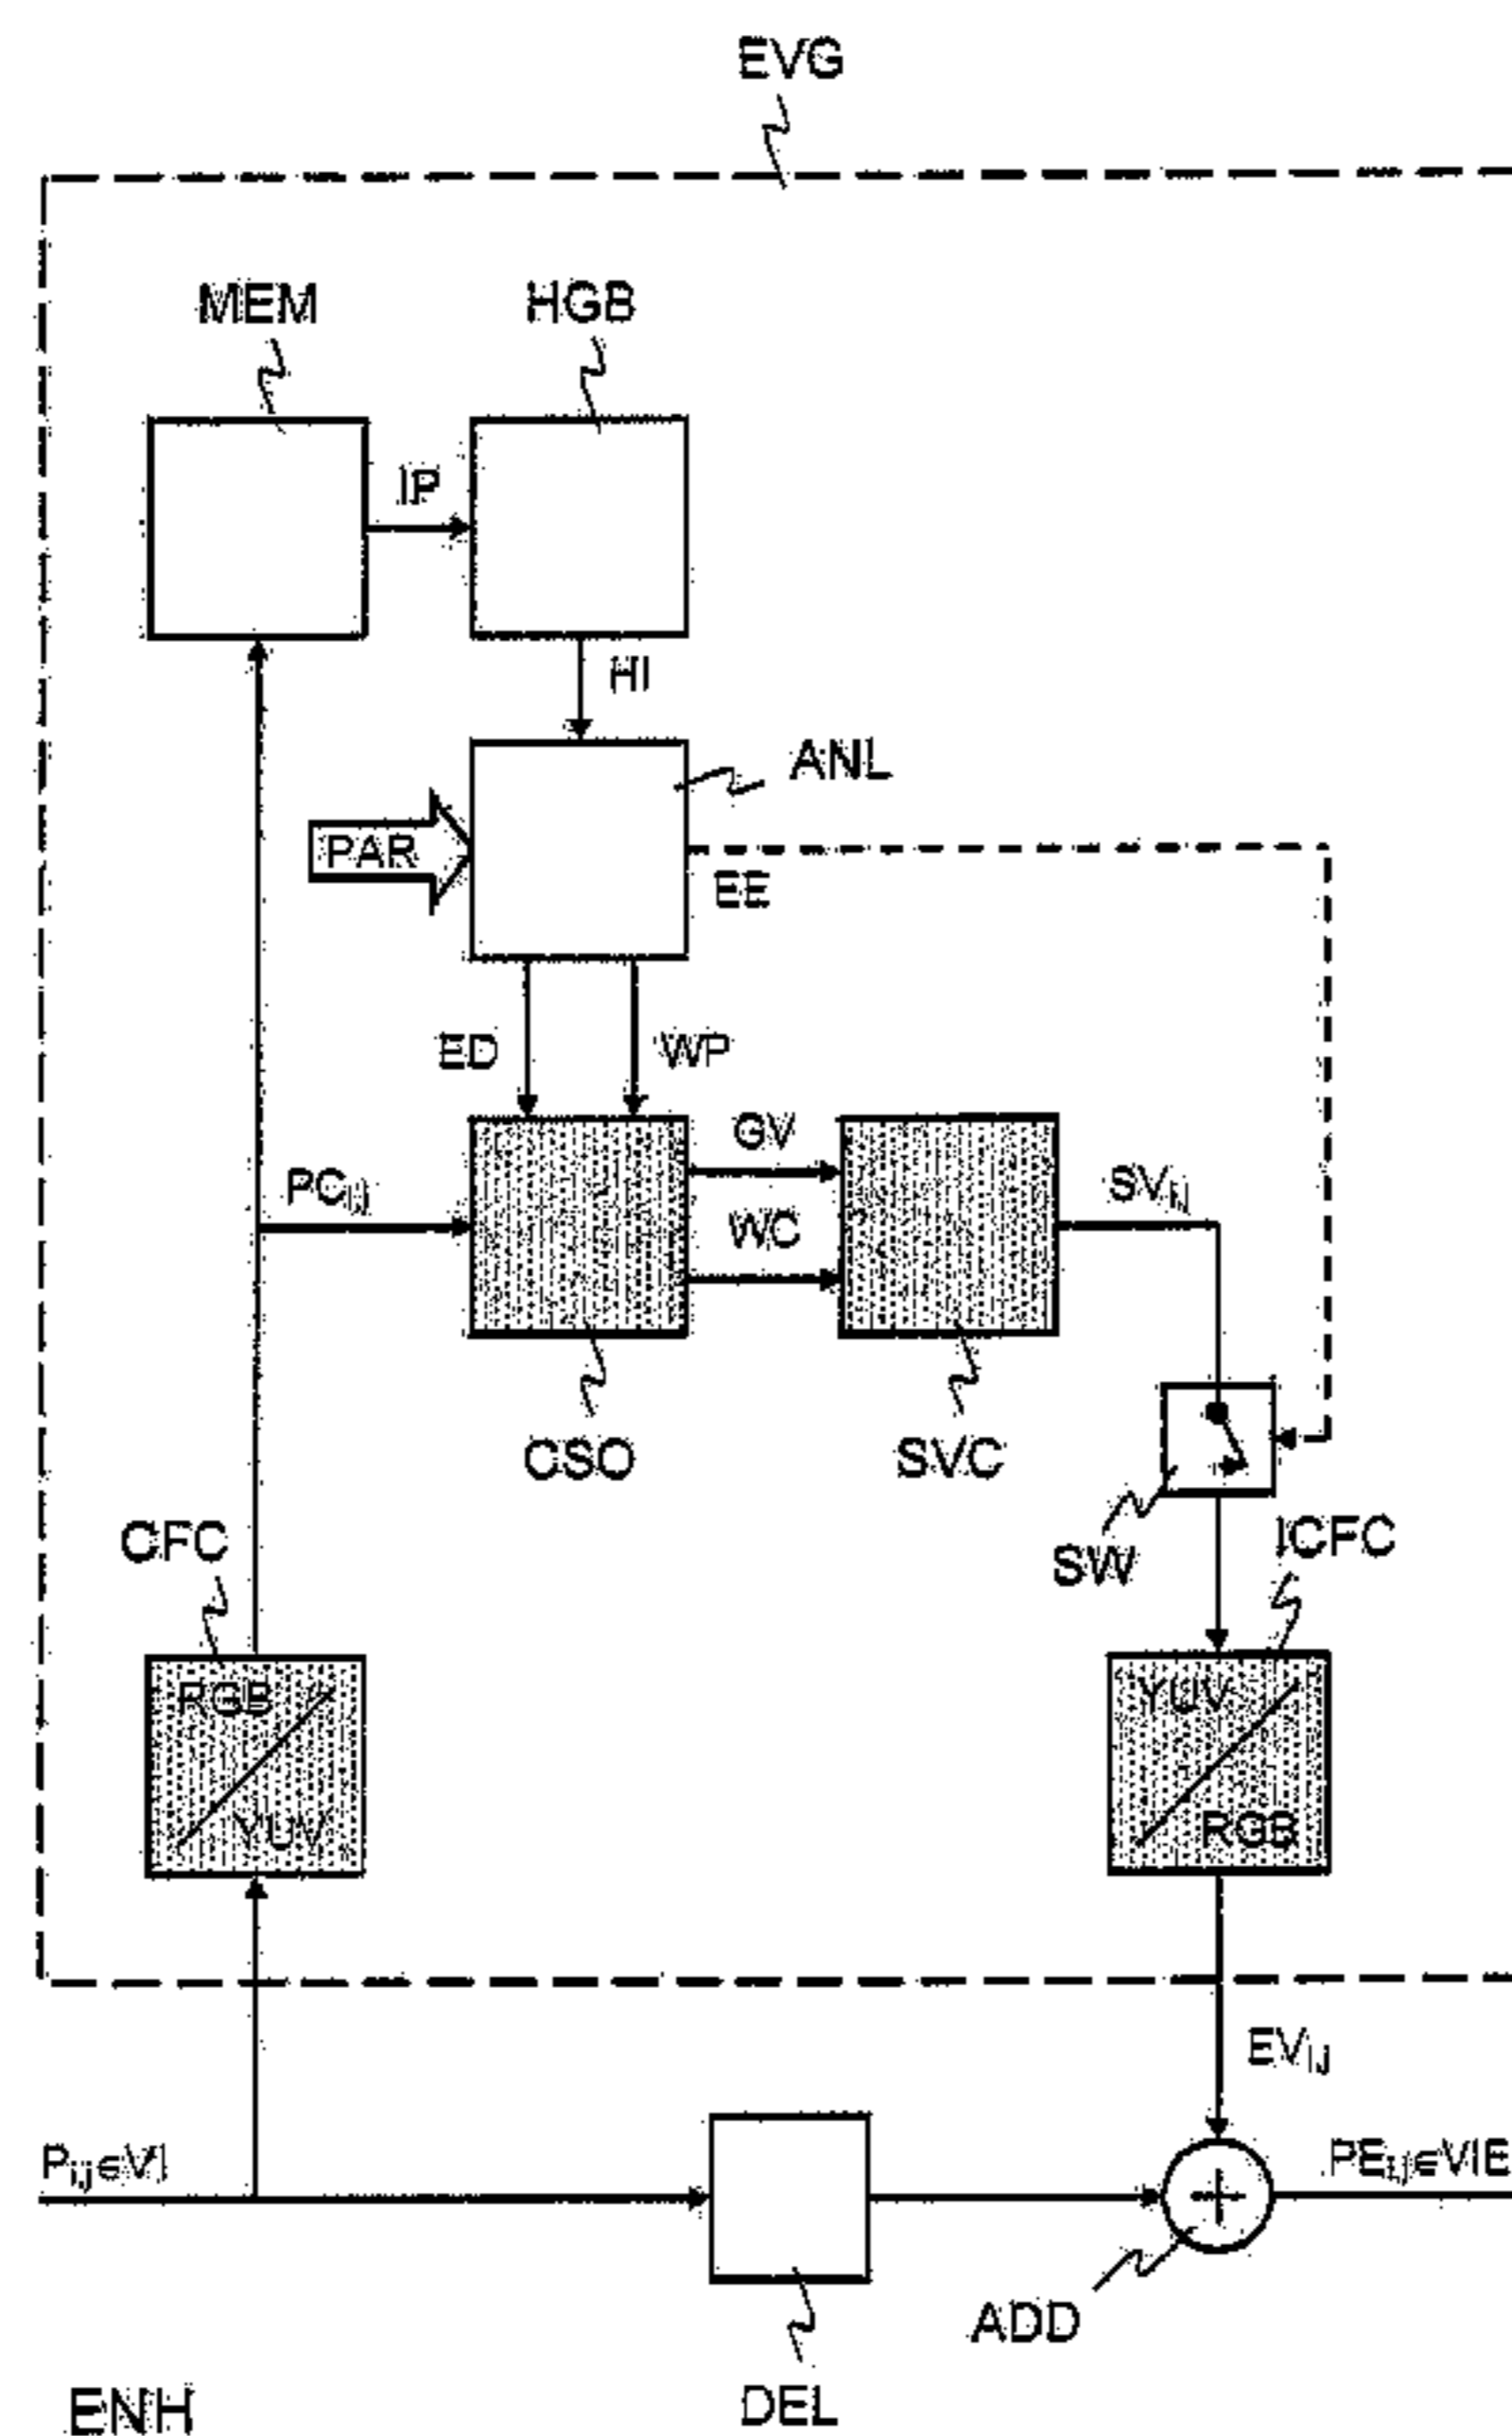 EVG
MEM
HGB
IP
HI
ANL
PAR
EE
ED
WP
GV
PCi,j
SVi,j
WC
CSO
SVC
CFC
SW
ICFC
RGB
YUV
YUV
RGB
EVi,j
Pi,j∈VI
PEi,j∈VIE
ADD
DEL
ENH